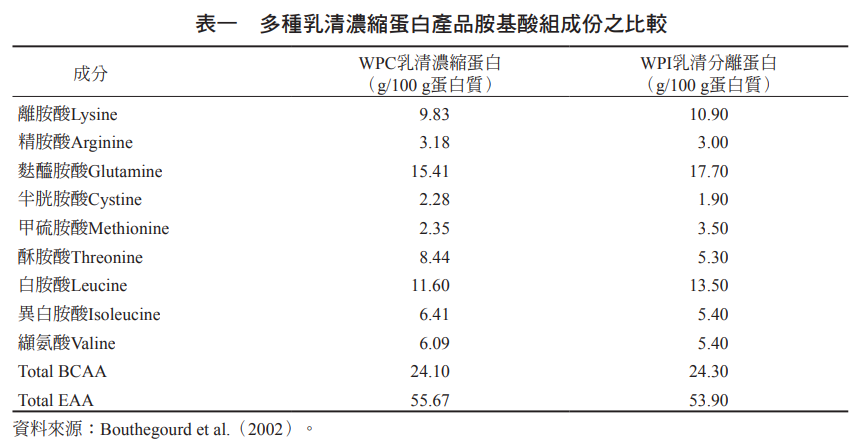 表一 多種乳清濃縮蛋白產品胺基酸組成份之比較
成分 WPC乳清濃縮蛋白 WPI乳清分離蛋白
（g/100 g蛋白質） （g/100 g蛋白質）
離胺酸Lysine 9.83 10.90
精胺酸Arginine 3.18 3.00
麩醯胺酸Glutamine 15.41 17.70
半胱胺酸Cystine 2.28 1.90
甲硫胺酸Methionine 2.35 3.50
酥胺酸Threonine 8.44 5.30
白胺酸Leucine 11.60 13.50
異白胺酸Isoleucine 6.41 5.40
纈氨酸Valine 6.09 5.40
Total BCAA 24.10 24.30
Total EAA 55.67 53.90
資料來源：Bouthegourd et al.（2002）。